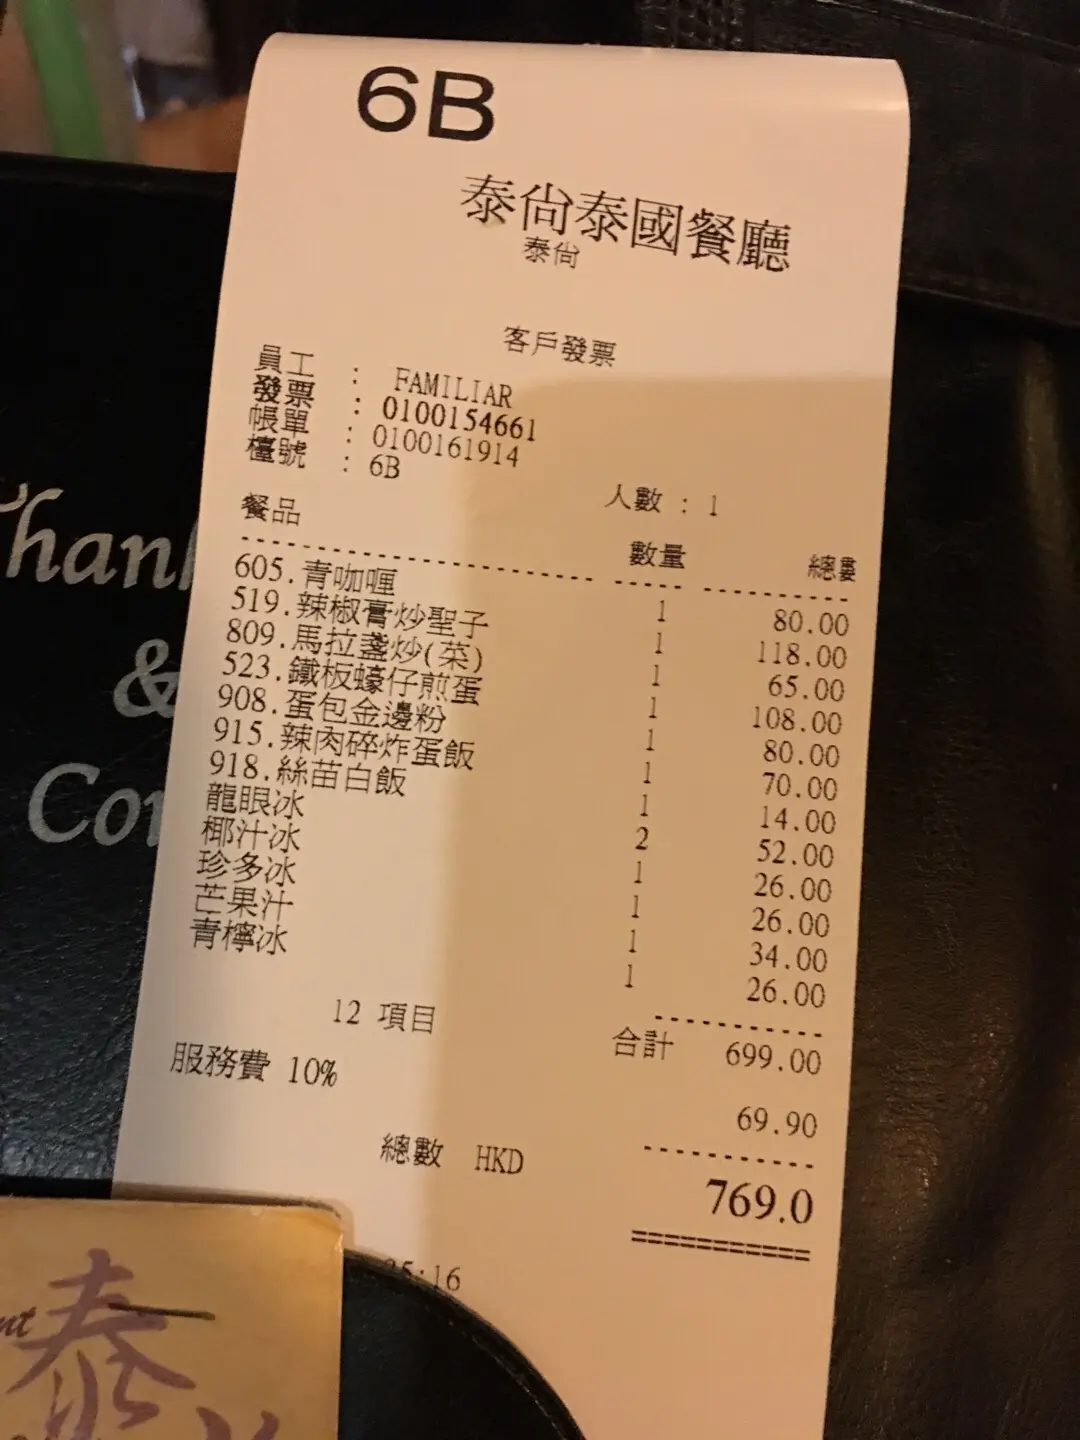 6B
泰尙泰國餐廳
泰尙
客戶發票
員工 : FAMILIAR
發票 : 0100154661
帳單 : 0100161914
檯號 : 6B
人數 : 1
餐品 數量 總數
605.青咖喱 1 80.00
519.辣椒膏炒聖子 1 118.00
809.馬拉盞炒(菜) 1 65.00
523.鐵板蠔仔煎蛋 1 108.00
908.蛋包金邊粉 1 80.00
915.辣肉碎炸蛋飯 1 70.00
918.絲苗白飯 1 14.00
龍眼冰 2 52.00
椰汁冰 1 26.00
珍多冰 1 26.00
芒果汁 1 34.00
青檸冰 1 26.00
12 項目
合計 699.00
服務費 10% 69.90
總數 HKD 769.0
:16
Than
&
Co
nt
泰